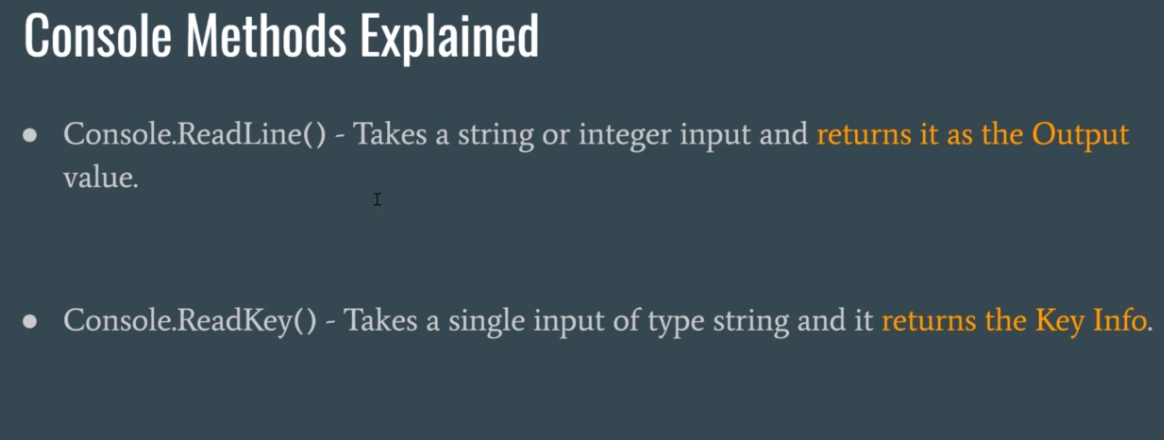 Console Methods Explained
● Console.ReadLine() - Takes a string or integer input and returns it as the Output
value.
● Console.ReadKey() - Takes a single input of type string and it returns the Key Info.